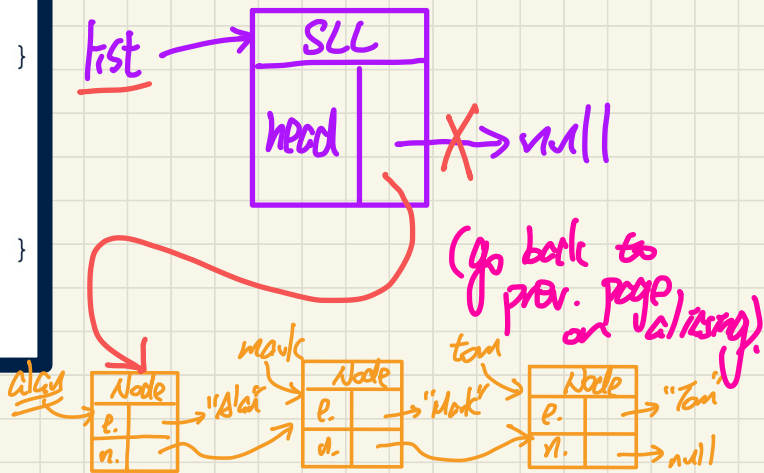 }
list
SLL
head
null
}
(go back to
prev. page
on aliasing)
alan
mark
tom
Node
e.
n.
"Alan"
Node
e.
n.
"Mark"
Node
e.
n.
"Tom"
null